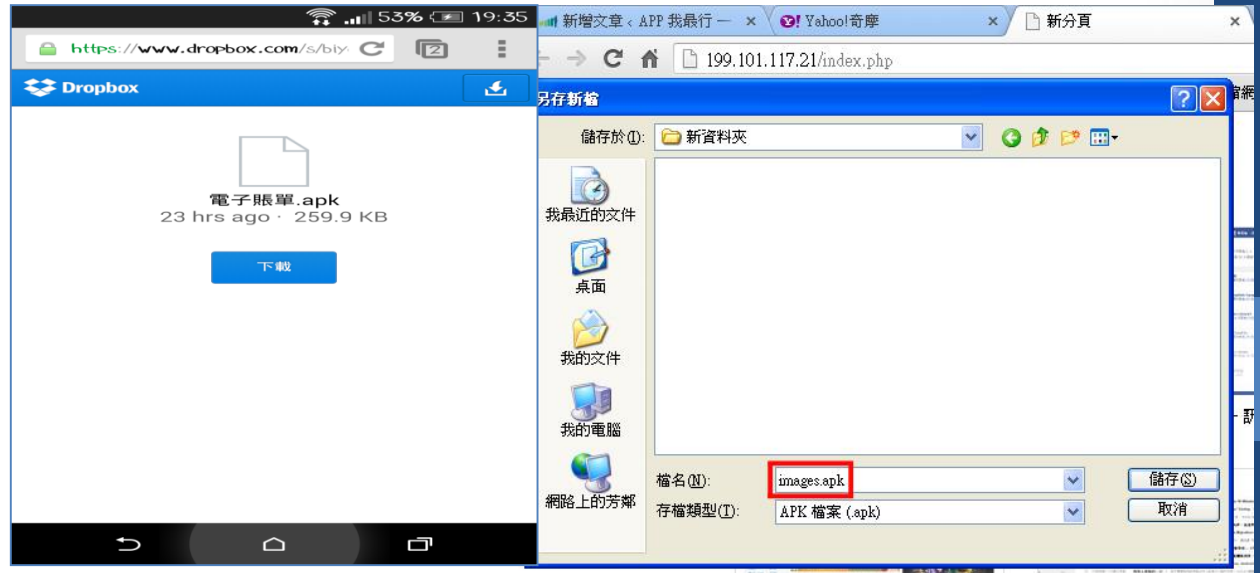 53% 19:35
https://www.dropbox.com/s/biy
2
Dropbox
電子賬單.apk
23 hrs ago · 259.9 KB
下載
新增文章 ‹ APP 我最行 —
Yahoo!奇摩
新分頁
199.101.117.21/index.php
另存新檔
儲存於(I):
新資料夾
我最近的文件
桌面
我的文件
我的電腦
網路上的芳鄰
檔名(N):
images.apk
儲存(S)
存檔類型(T):
APK 檔案 (.apk)
取消